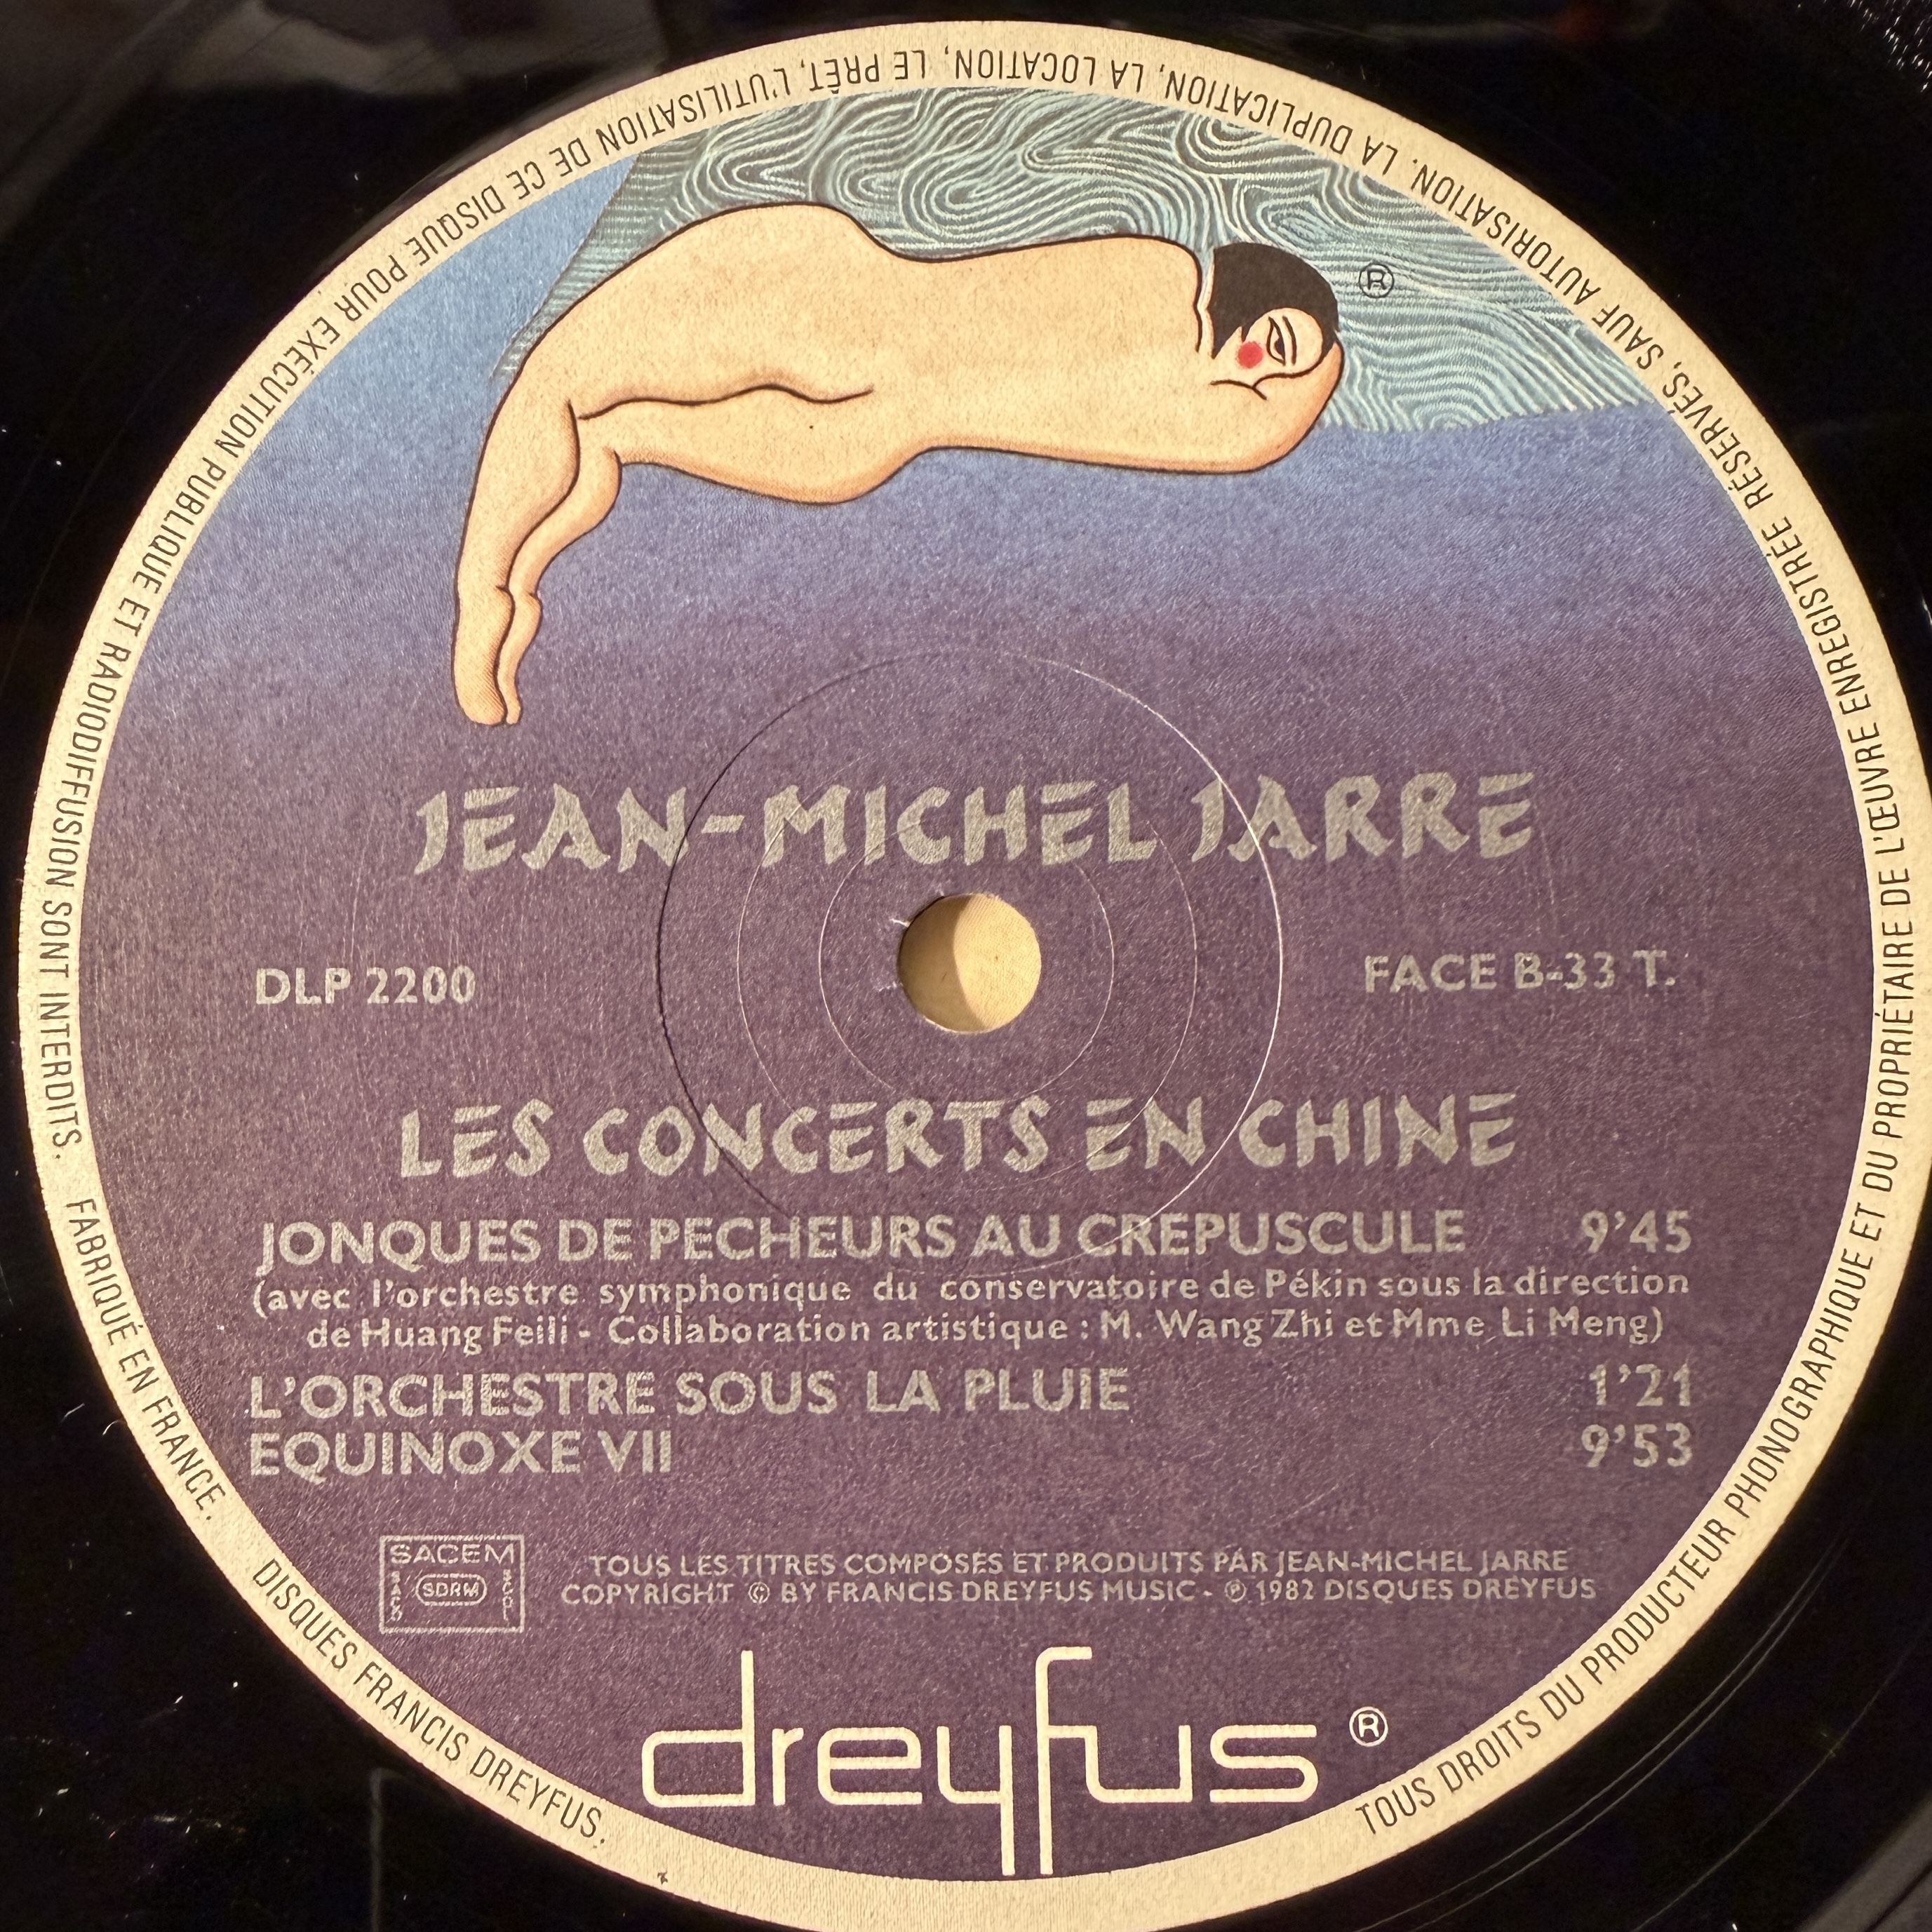 JEAN-MICHEL JARRE
DLP 2200
FACE B-33 T.
LES CONCERTS EN CHINE
JONQUES DE PECHEURS AU CREPUSCULE 9'45
(avec l'orchestre symphonique du conservatoire de Pékin sous la direction
de Huang Feili - Collaboration artistique : M. Wang Zhi et Mme Li Meng)
L'ORCHESTRE SOUS LA PLUIE 1'21
EQUINOXE VII 9'53
SACEM
SACD
SDRM
SGDL
TOUS LES TITRES COMPOSÉS ET PRODUITS PAR JEAN-MICHEL JARRE
COPYRIGHT © BY FRANCIS DREYFUS MUSIC - ℗ 1982 DISQUES DREYFUS
dreyfus ®
®
TOUS DROITS DU PRODUCTEUR PHONOGRAPHIQUE ET DU PROPRIÉTAIRE DE L'ŒUVRE ENREGISTRÉE RÉSERVÉS, SAUF AUTORISATION. LA DUPLICATION, LA LOCATION, LE PRÊT, L'UTILISATION DE CE DISQUE POUR EXÉCUTION PUBLIQUE ET RADIODIFFUSION SONT INTERDITS. FABRIQUÉ EN FRANCE. DISQUES FRANCIS DREYFUS.